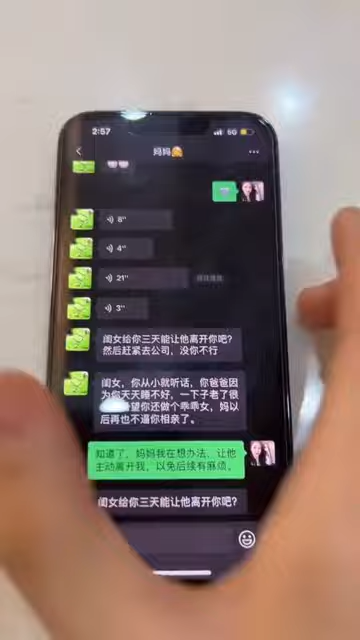 2:57
5G
妈妈
8"
4"
21"
3"
闺女给你三天能让他离开你吧?
然后赶紧去公司，没你不行
闺女，你从小就听话，你爸爸因
为你天天睡不好，一下子老了很
希望你还做个乖乖女，妈以
后再也不逼你相亲了。
知道了，妈妈我在想办法，让他
主动离开我，以免后续有麻烦。
闺女给你三天能让他离开你吧?